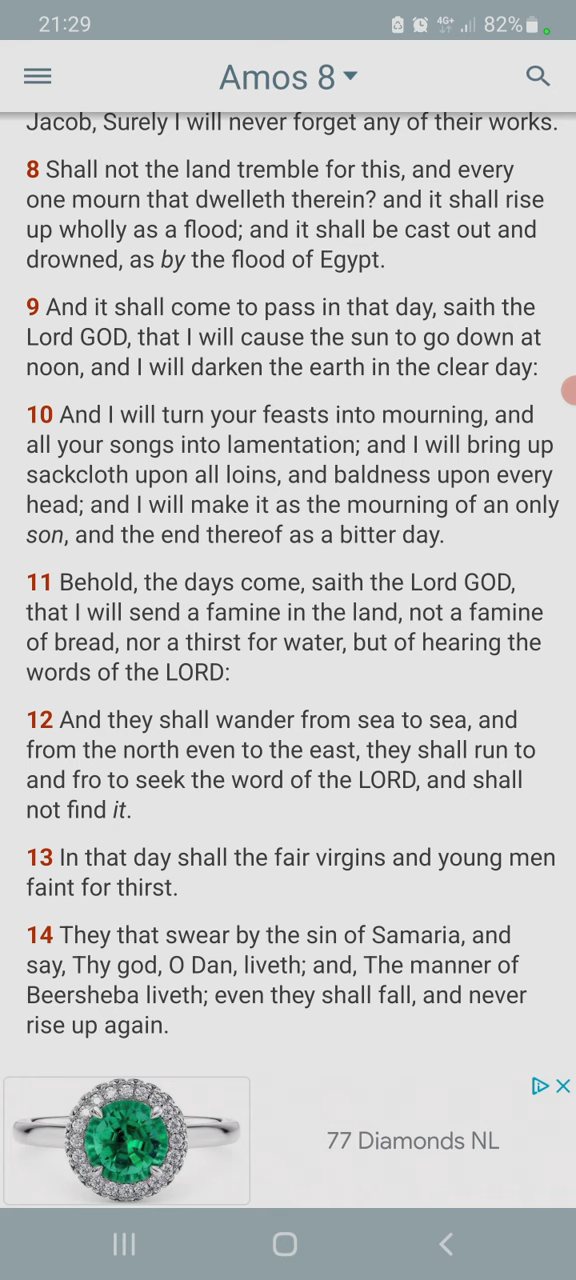 21:29
4G+
82%
Amos 8
Jacob, Surely I will never forget any of their works.
8 Shall not the land tremble for this, and every
one mourn that dwelleth therein? and it shall rise
up wholly as a flood; and it shall be cast out and
drowned, as by the flood of Egypt.
9 And it shall come to pass in that day, saith the
Lord GOD, that I will cause the sun to go down at
noon, and I will darken the earth in the clear day:
10 And I will turn your feasts into mourning, and
all your songs into lamentation; and I will bring up
sackcloth upon all loins, and baldness upon every
head; and I will make it as the mourning of an only
son, and the end thereof as a bitter day.
11 Behold, the days come, saith the Lord GOD,
that I will send a famine in the land, not a famine
of bread, nor a thirst for water, but of hearing the
words of the LORD:
12 And they shall wander from sea to sea, and
from the north even to the east, they shall run to
and fro to seek the word of the LORD, and shall
not find it.
13 In that day shall the fair virgins and young men
faint for thirst.
14 They that swear by the sin of Samaria, and
say, Thy god, O Dan, liveth; and, The manner of
Beersheba liveth; even they shall fall, and never
rise up again.
77 Diamonds NL